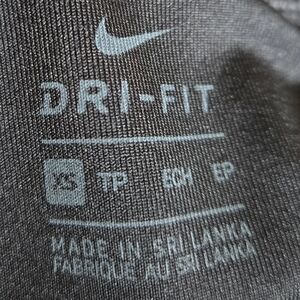 DRI-FIT
XS TP ECH EP
MADE IN SRI LANKA
FABRIQUE AU SRI LANKA